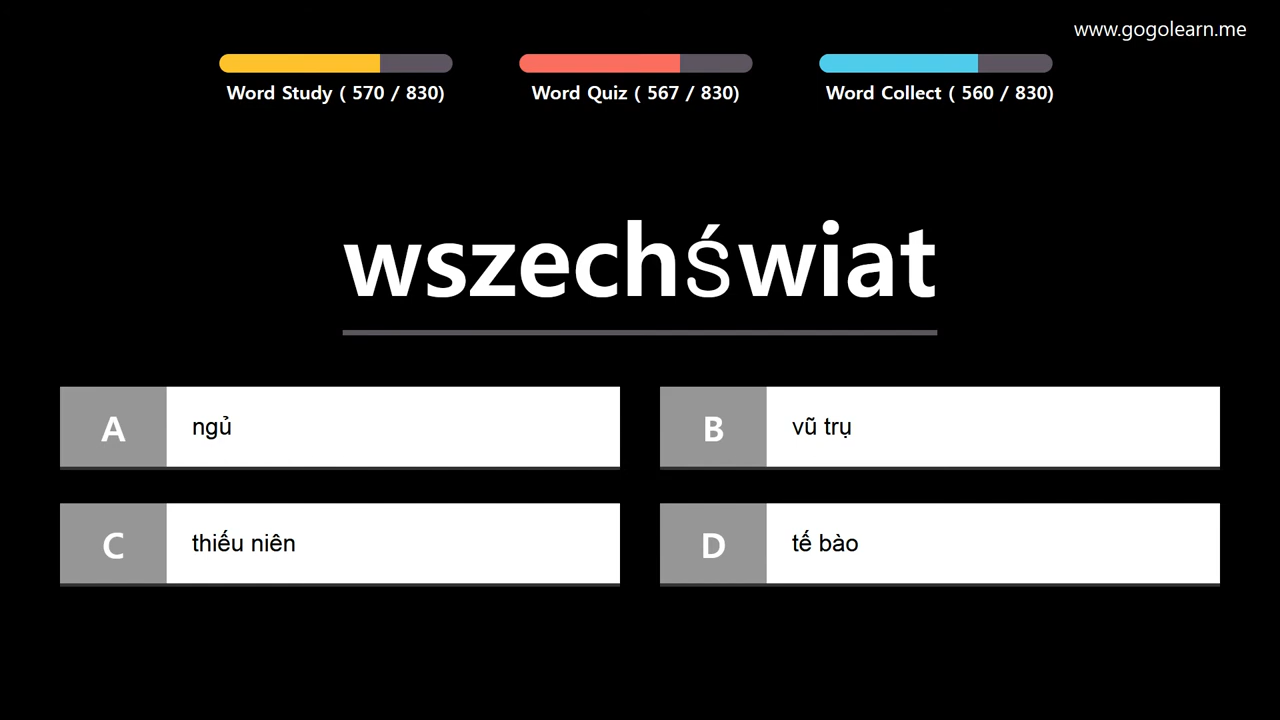 www.gogolearn.me
Word Study ( 570 / 830)
Word Quiz ( 567 / 830)
Word Collect ( 560 / 830)
wszechświat
A ngủ
B vũ trụ
C thiếu niên
D tế bào